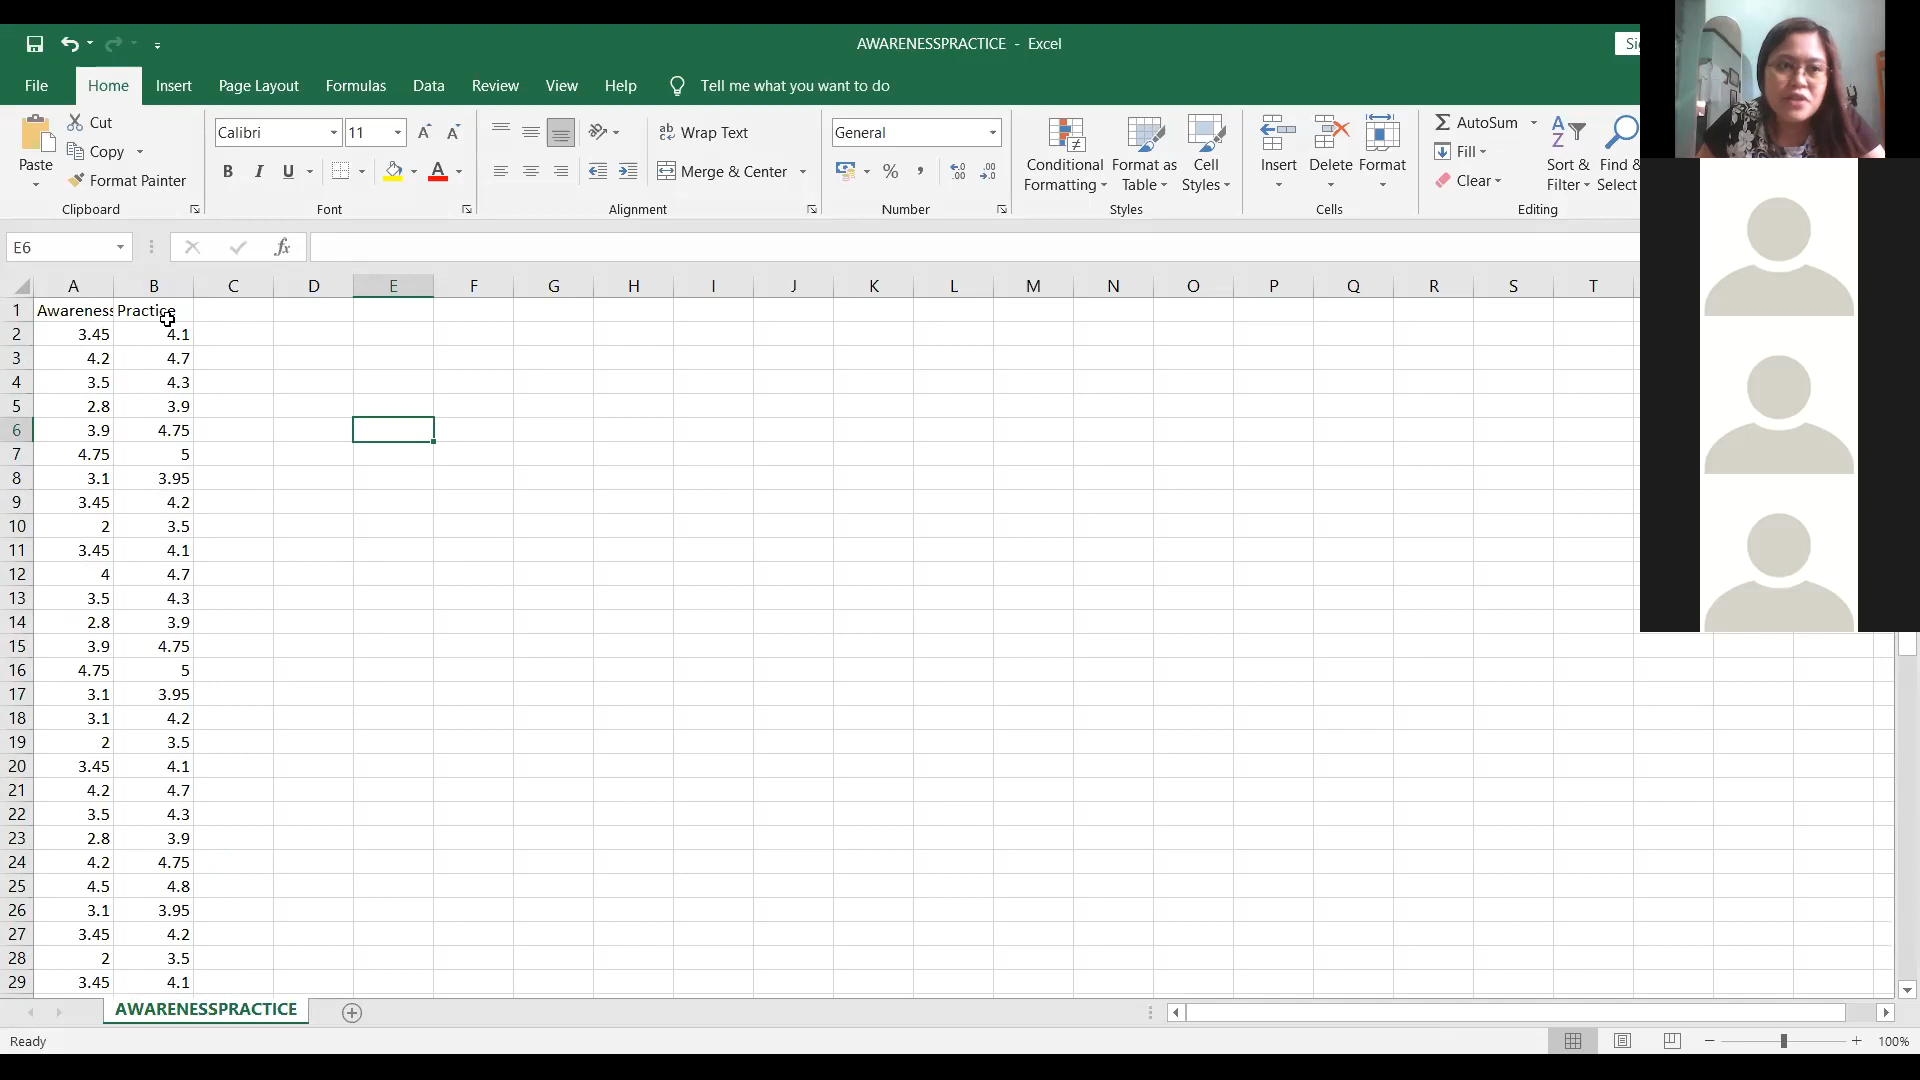 AWARENESSPRACTICE - Excel
File Home Insert Page Layout Formulas Data Review View Help Tell me what you want to do
Paste
Cut
Copy
Format Painter
Clipboard
Calibri 11
B I U
Font
ab Wrap Text
Merge & Center
Alignment
General
Number
Conditional Formatting
Format as Table
Cell Styles
Styles
Insert Delete Format
Cells
AutoSum
Fill
Clear
Sort & Filter
Find & Select
Editing
E6 fx
A B C D E F G H I J K L M N O P Q R S T
1 Awareness Practice
2 3.45 4.1
3 4.2 4.7
4 3.5 4.3
5 2.8 3.9
6 3.9 4.75
7 4.75 5
8 3.1 3.95
9 3.45 4.2
10 2 3.5
11 3.45 4.1
12 4 4.7
13 3.5 4.3
14 2.8 3.9
15 3.9 4.75
16 4.75 5
17 3.1 3.95
18 3.1 4.2
19 2 3.5
20 3.45 4.1
21 4.2 4.7
22 3.5 4.3
23 2.8 3.9
24 4.2 4.75
25 4.5 4.8
26 3.1 3.95
27 3.45 4.2
28 2 3.5
29 3.45 4.1
AWARENESSPRACTICE
Ready 100%